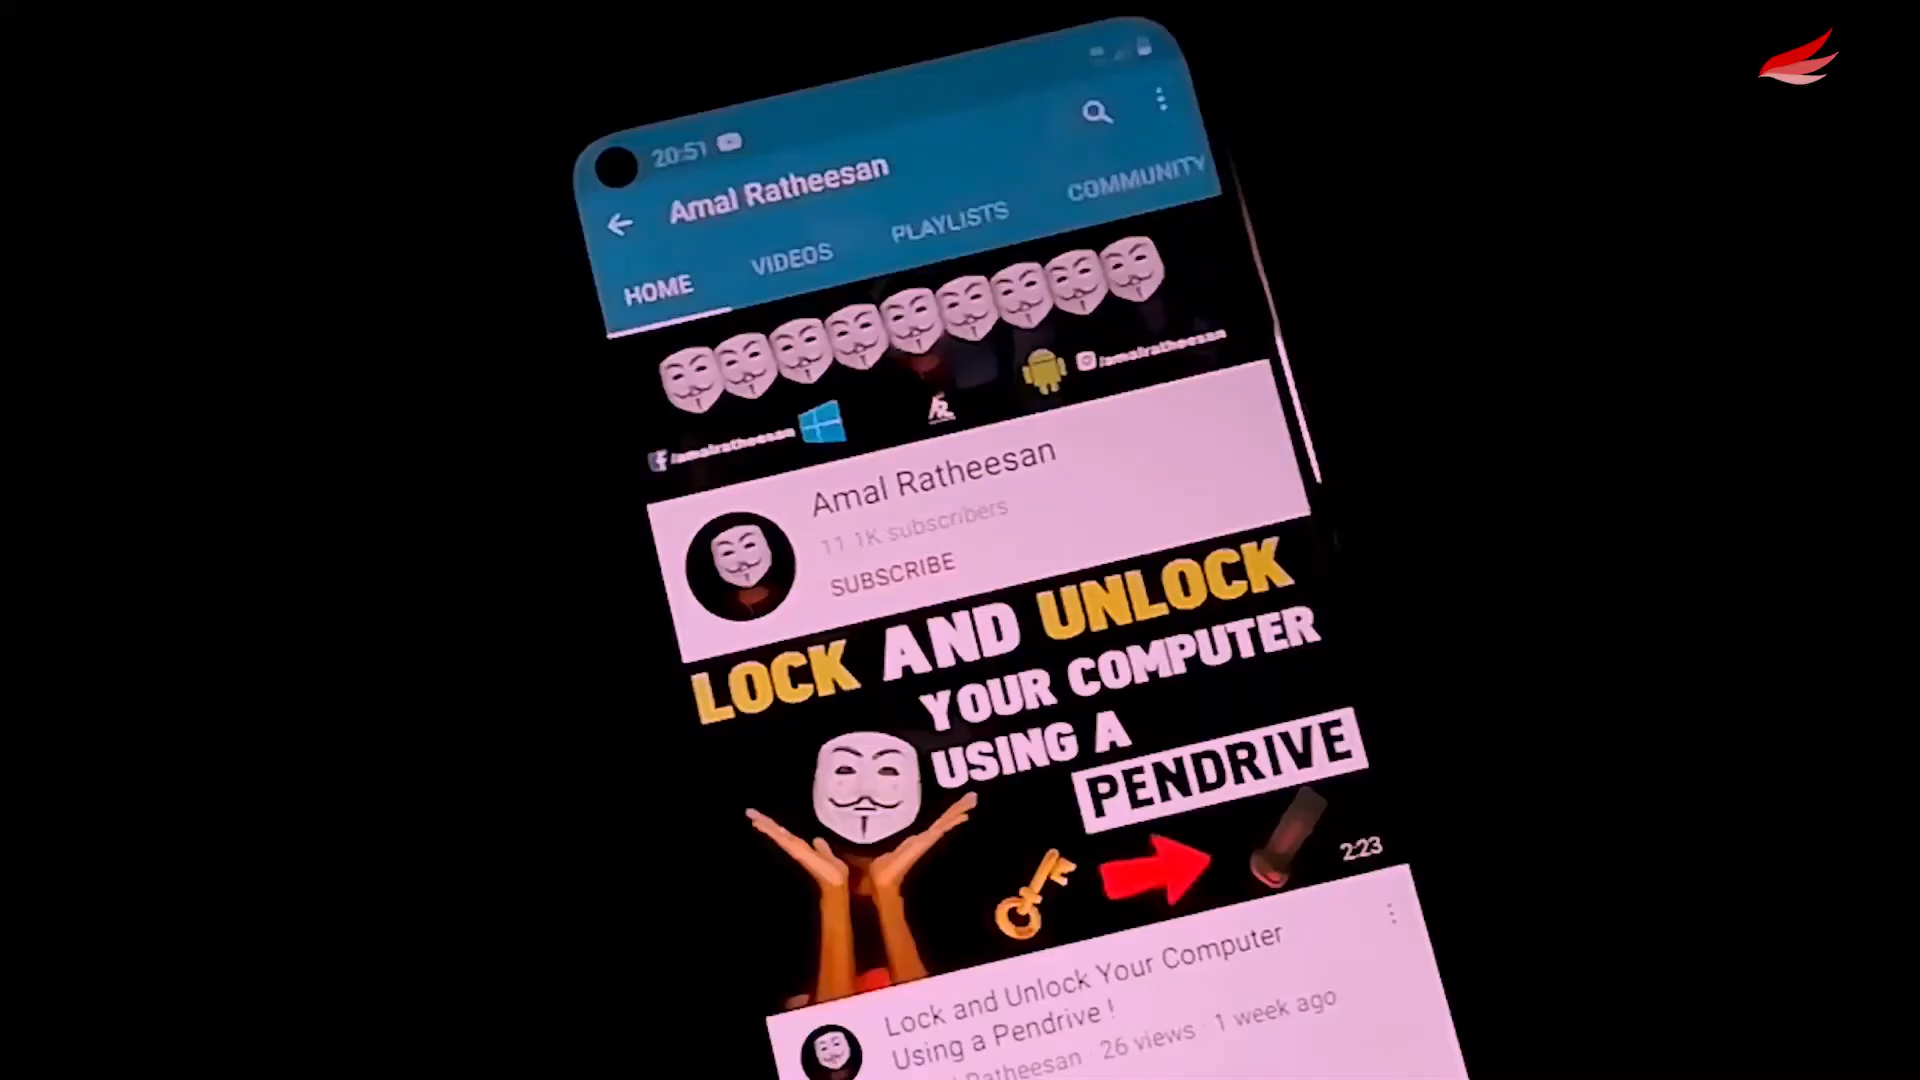 20:51
Amal Ratheesan
HOME
VIDEOS
PLAYLISTS
COMMUNITY
/amalratheesan
/amalratheesan
Amal Ratheesan
11.1K subscribers
SUBSCRIBE
LOCK AND UNLOCK
YOUR COMPUTER
USING A
PENDRIVE
2:23
Lock and Unlock Your Computer
Using a Pendrive !
Ratheesan · 26 views · 1 week ago